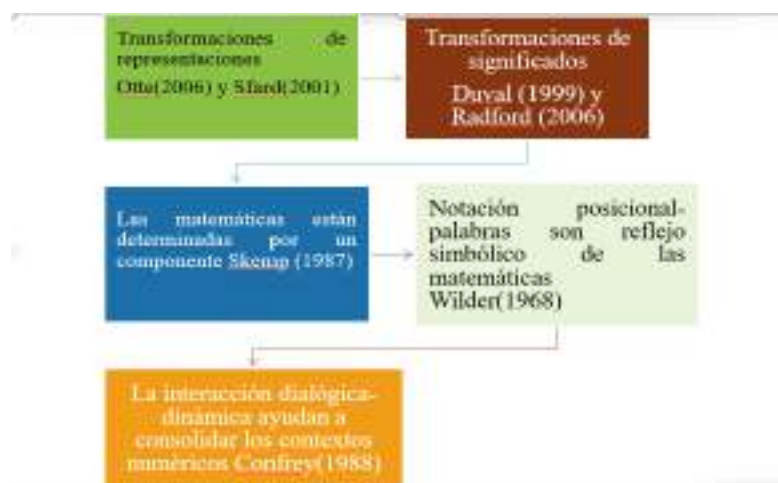 Transformaciones de
representaciones
Otte(2006) y Sfard(2001)
Transformaciones de
significados
Duval (1999) y
Radford (2006)
Las matemáticas están
determinadas por un
componente Skenap (1987)
Notación posicional-
palabras son reflejo
simbólico de las
matemáticas
Wilder(1968)
La interacción dialógica-
dinámica ayudan a
consolidar los contextos
numéricos Confrey(1988)